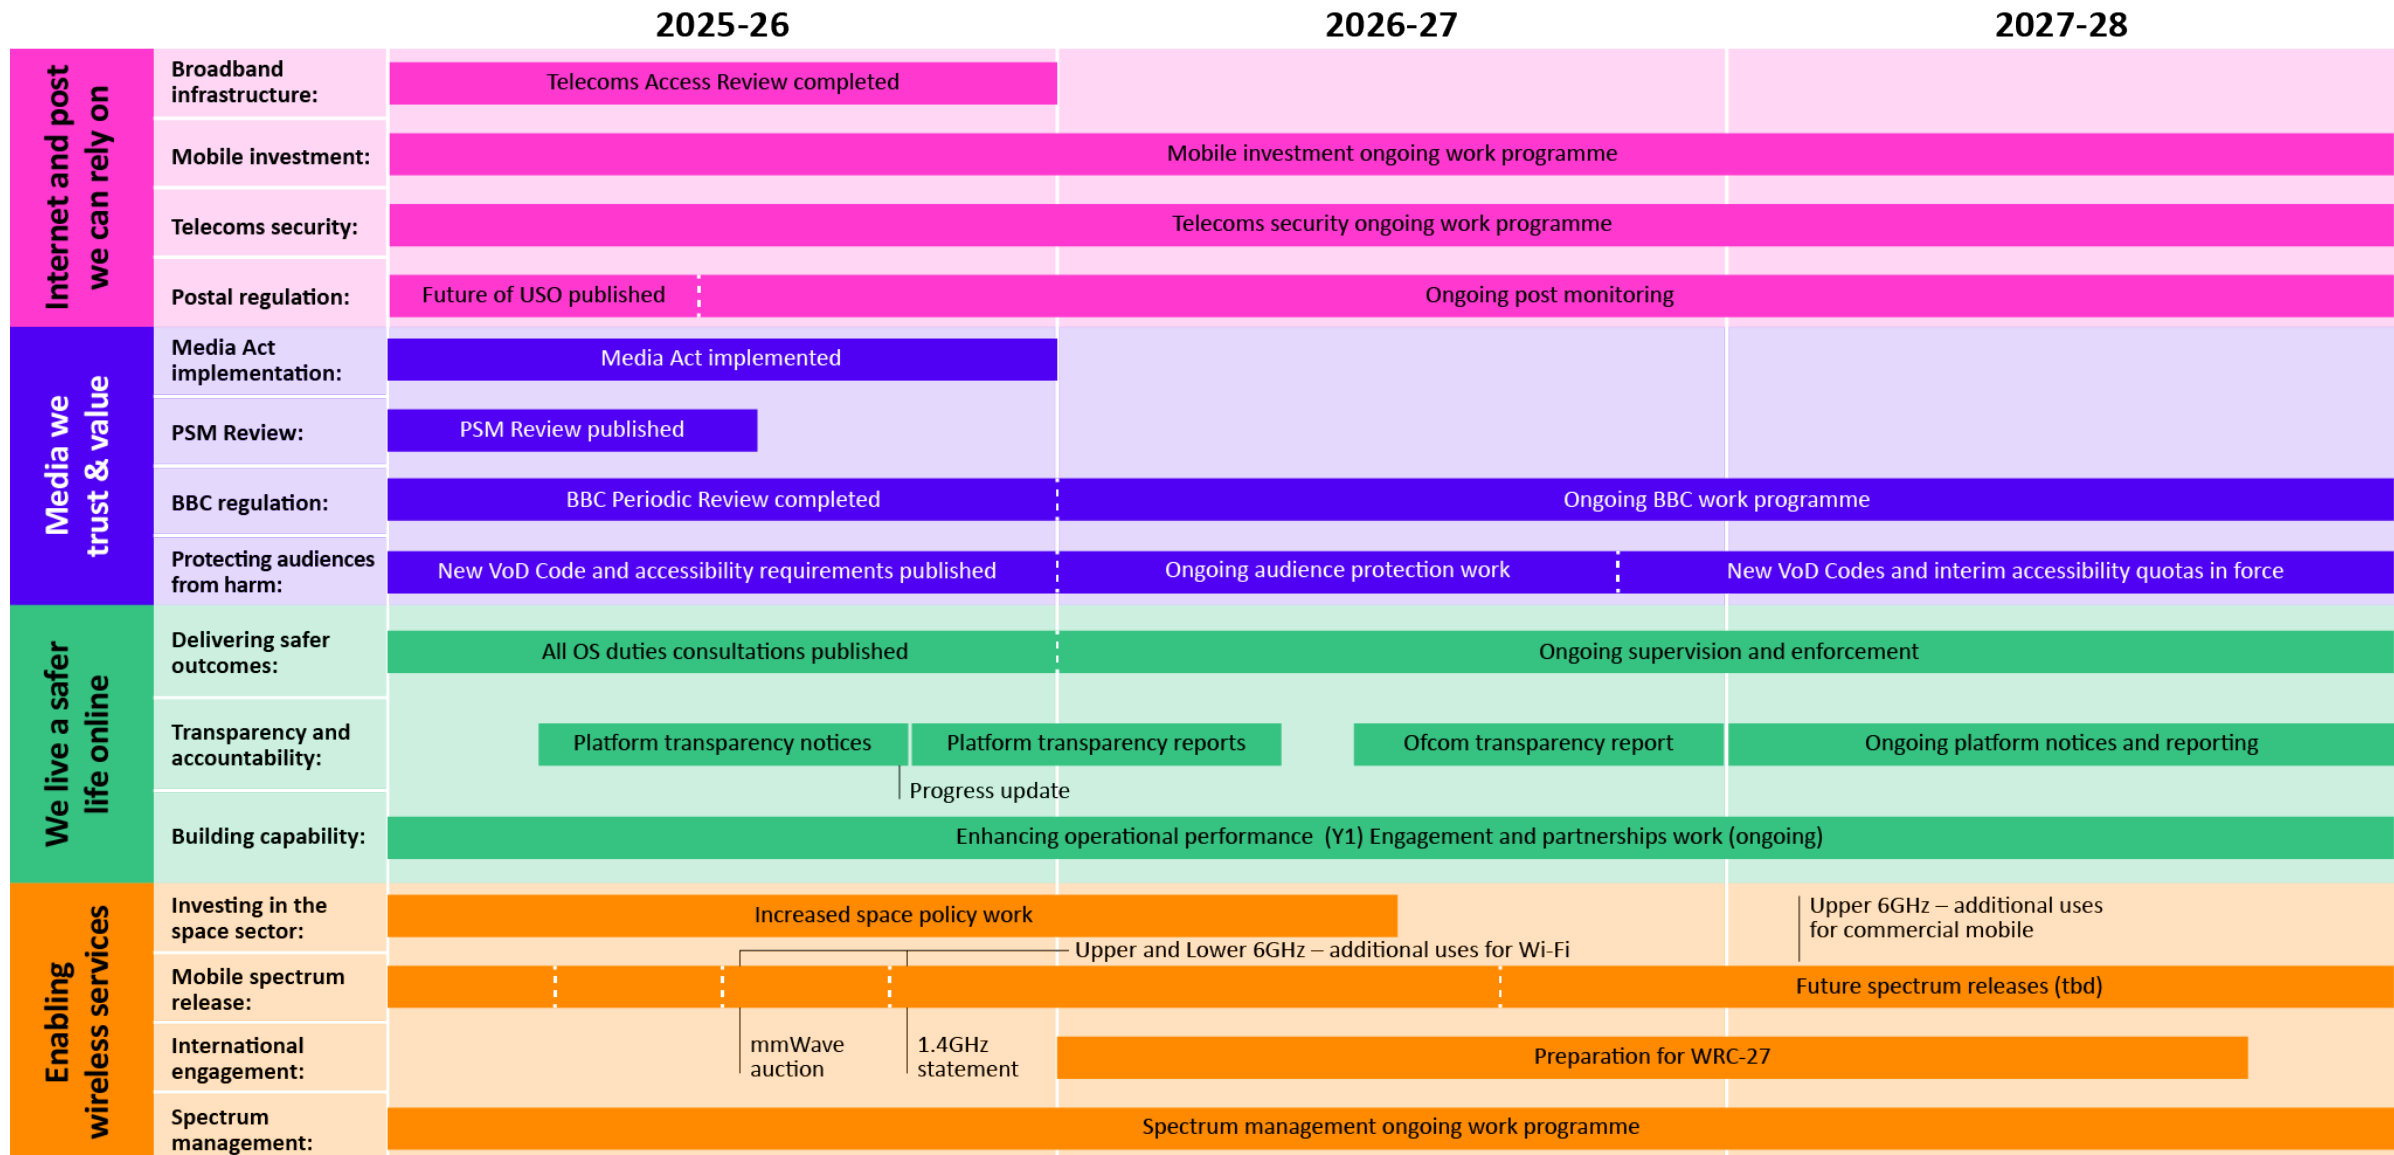 2025-26
2026-27
2027-28
Internet and post
we can rely on
Broadband
infrastructure:
Telecoms Access Review completed
Mobile investment:
Mobile investment ongoing work programme
Telecoms security:
Telecoms security ongoing work programme
Postal regulation:
Future of USO published
Ongoing post monitoring
Media we
trust & value
Media Act
implementation:
Media Act implemented
PSM Review:
PSM Review published
BBC regulation:
BBC Periodic Review completed
Ongoing BBC work programme
Protecting audiences
from harm:
New VoD Code and accessibility requirements published
Ongoing audience protection work
New VoD Codes and interim accessibility quotas in force
We live a safer
life online
Delivering safer
outcomes:
All OS duties consultations published
Ongoing supervision and enforcement
Transparency and
accountability:
Platform transparency notices
Platform transparency reports
Ofcom transparency report
Ongoing platform notices and reporting
Progress update
Building capability:
Enhancing operational performance (Y1) Engagement and partnerships work (ongoing)
Enabling
wireless services
Investing in the
space sector:
Increased space policy work
Upper 6GHz – additional uses
for commercial mobile
Upper and Lower 6GHz – additional uses for Wi-Fi
Mobile spectrum
release:
Future spectrum releases (tbd)
International
engagement:
mmWave
auction
1.4GHz
statement
Preparation for WRC-27
Spectrum
management:
Spectrum management ongoing work programme